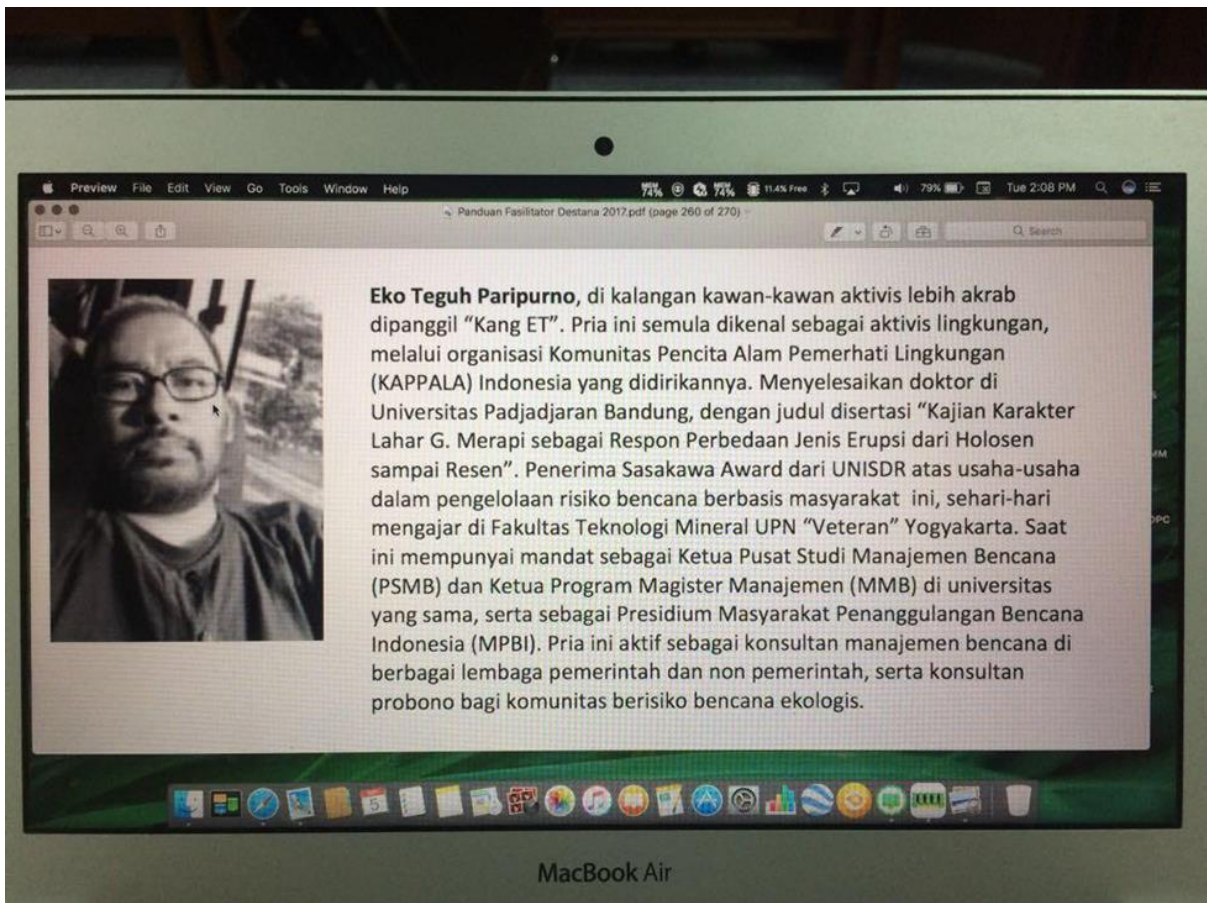 Preview File Edit View Go Tools Window Help 74% 74% 11.4% Free 79% Tue 2:08 PM
Panduan Fasilitator Destana 2017.pdf (page 260 of 270)
Search
Eko Teguh Paripurno, di kalangan kawan-kawan aktivis lebih akrab
dipanggil “Kang ET”. Pria ini semula dikenal sebagai aktivis lingkungan,
melalui organisasi Komunitas Pencita Alam Pemerhati Lingkungan
(KAPPALA) Indonesia yang didirikannya. Menyelesaikan doktor di
Universitas Padjadjaran Bandung, dengan judul disertasi “Kajian Karakter
Lahar G. Merapi sebagai Respon Perbedaan Jenis Erupsi dari Holosen
sampai Resen”. Penerima Sasakawa Award dari UNISDR atas usaha-usaha
dalam pengelolaan risiko bencana berbasis masyarakat ini, sehari-hari
mengajar di Fakultas Teknologi Mineral UPN “Veteran” Yogyakarta. Saat
ini mempunyai mandat sebagai Ketua Pusat Studi Manajemen Bencana
(PSMB) dan Ketua Program Magister Manajemen (MMB) di universitas
yang sama, serta sebagai Presidium Masyarakat Penanggulangan Bencana
Indonesia (MPBI). Pria ini aktif sebagai konsultan manajemen bencana di
berbagai lembaga pemerintah dan non pemerintah, serta konsultan
probono bagi komunitas berisiko bencana ekologis.
5
MacBook Air